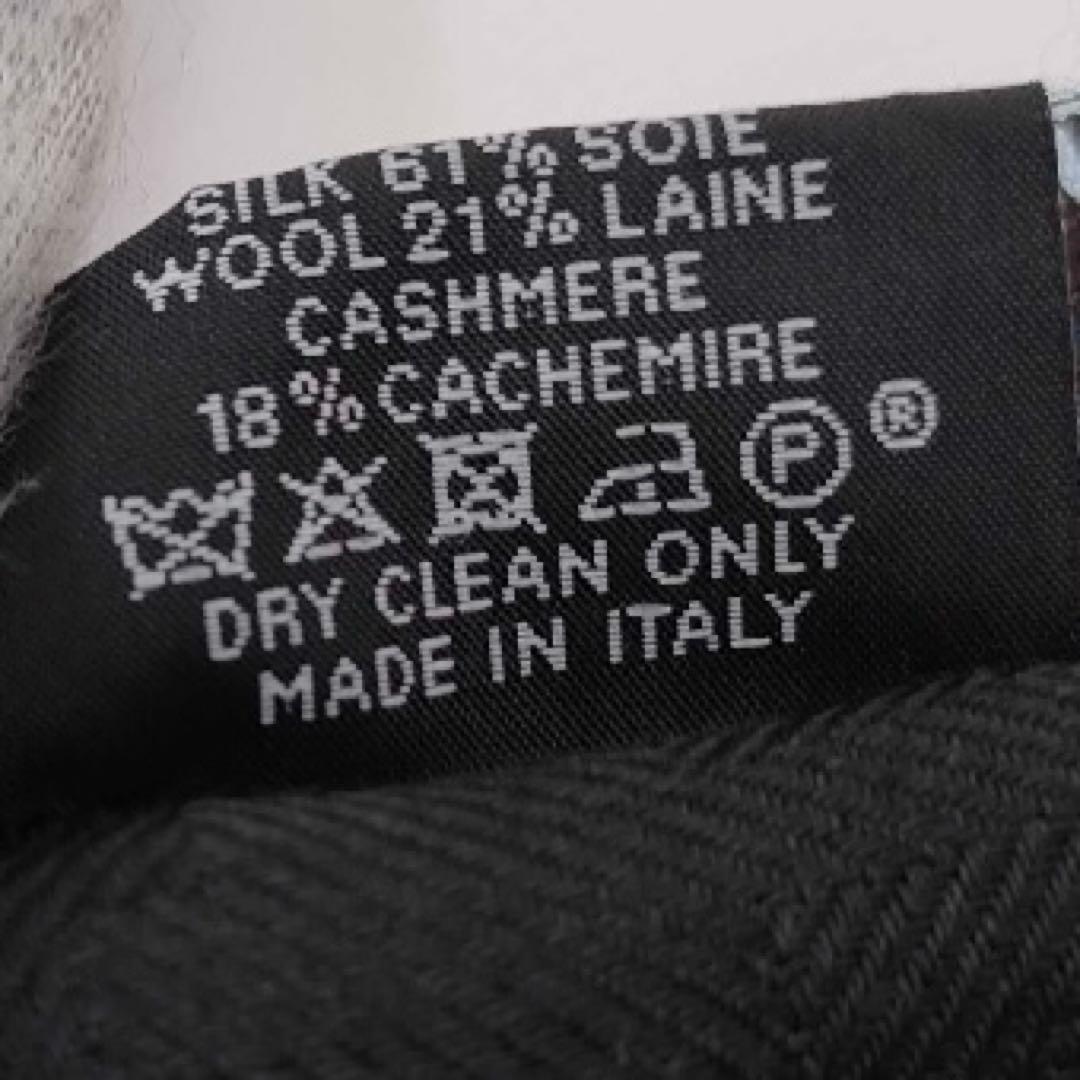 SILK 61% SOIE
WOOL 21% LAINE
CASHMERE
18% CACHEMIRE
P ®
DRY CLEAN ONLY
MADE IN ITALY